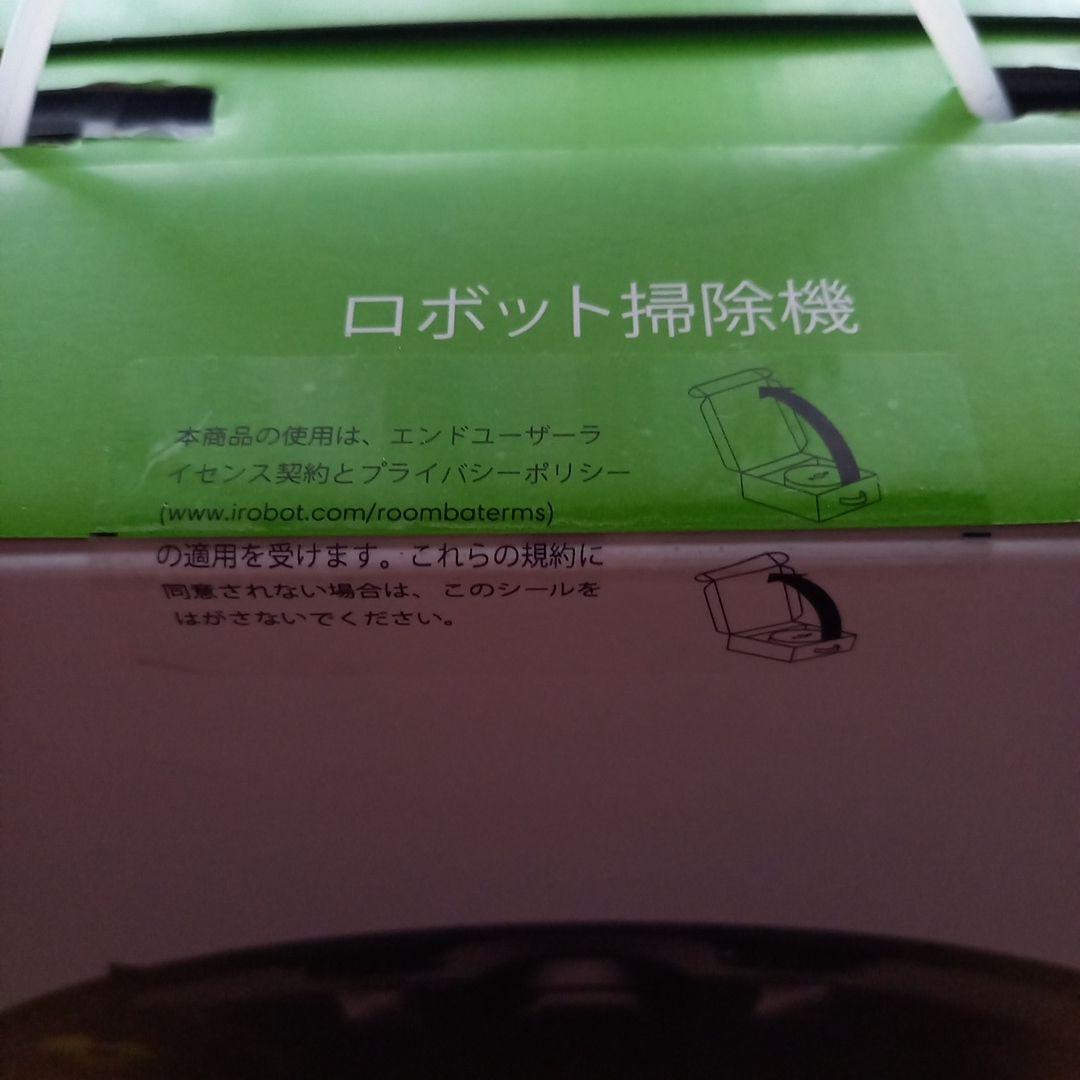 ロボット掃除機
本商品の使用は、エンドユーザーラ
イセンス契約とプライバシーポリシー
(www.irobot.com/roombaterms)
の適用を受けます。これらの規約に
同意されない場合は、このシールを
はがさないでください。